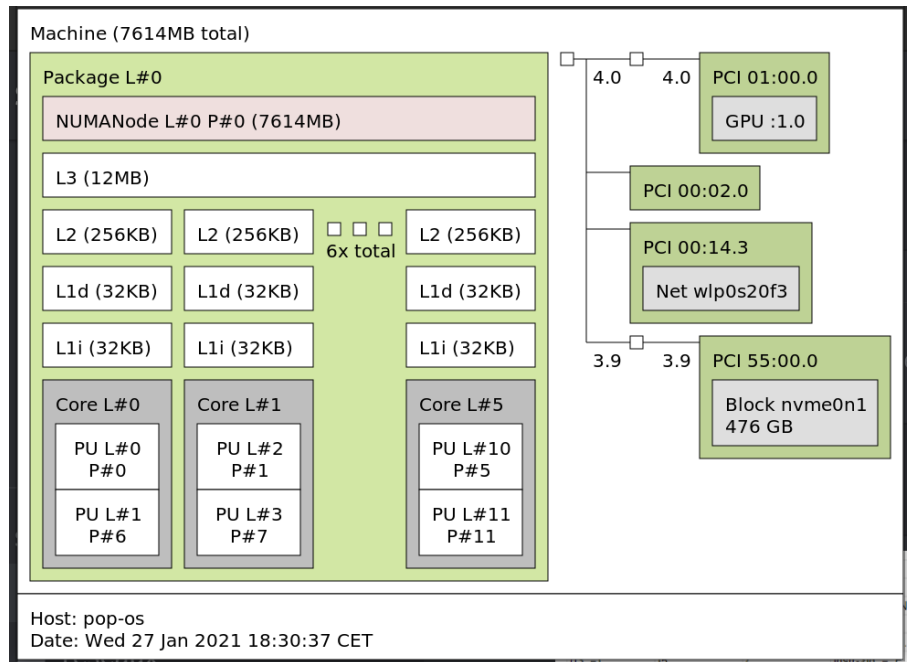 Machine (7614MB total)
Package L#0
NUMANode L#0 P#0 (7614MB)
L3 (12MB)
L2 (256KB)
L2 (256KB)
6x total
L2 (256KB)
L1d (32KB)
L1d (32KB)
L1d (32KB)
L1i (32KB)
L1i (32KB)
L1i (32KB)
Core L#0
PU L#0
P#0
PU L#1
P#6
Core L#1
PU L#2
P#1
PU L#3
P#7
Core L#5
PU L#10
P#5
PU L#11
P#11
4.0
4.0
PCI 01:00.0
GPU :1.0
PCI 00:02.0
PCI 00:14.3
Net wlp0s20f3
3.9
3.9
PCI 55:00.0
Block nvme0n1
476 GB
Host: pop-os
Date: Wed 27 Jan 2021 18:30:37 CET